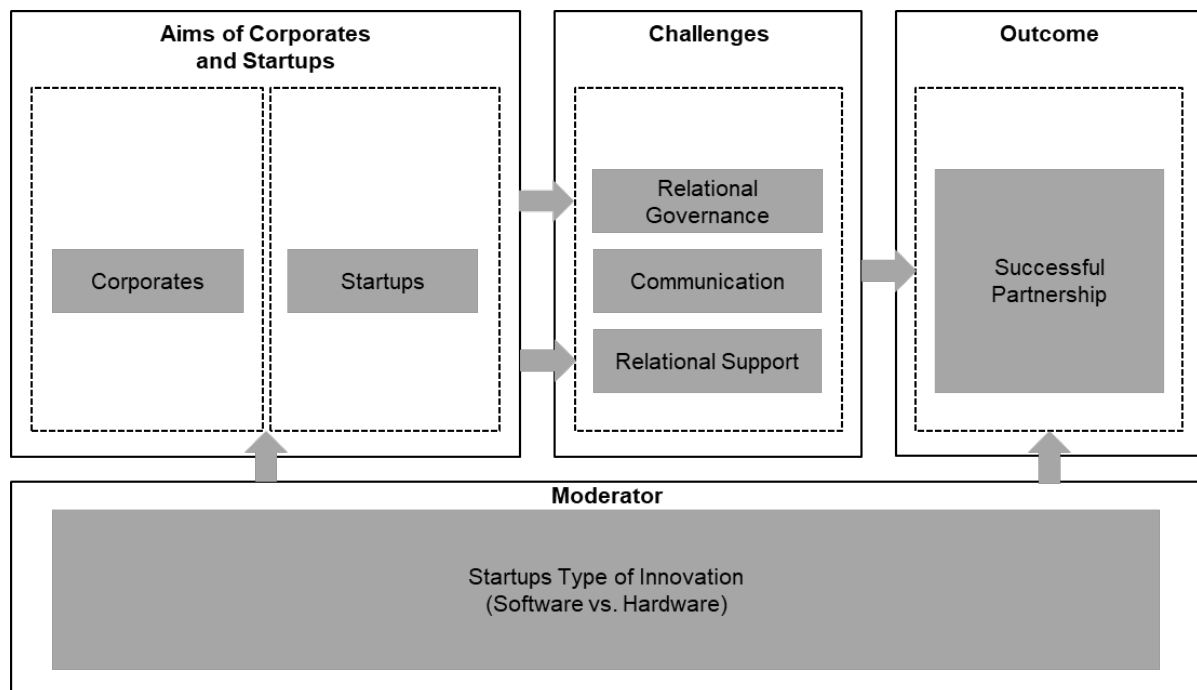 Aims of Corporates
and Startups
Corporates
Startups
Challenges
Relational
Governance
Communication
Relational Support
Outcome
Successful
Partnership
Moderator
Startups Type of Innovation
(Software vs. Hardware)